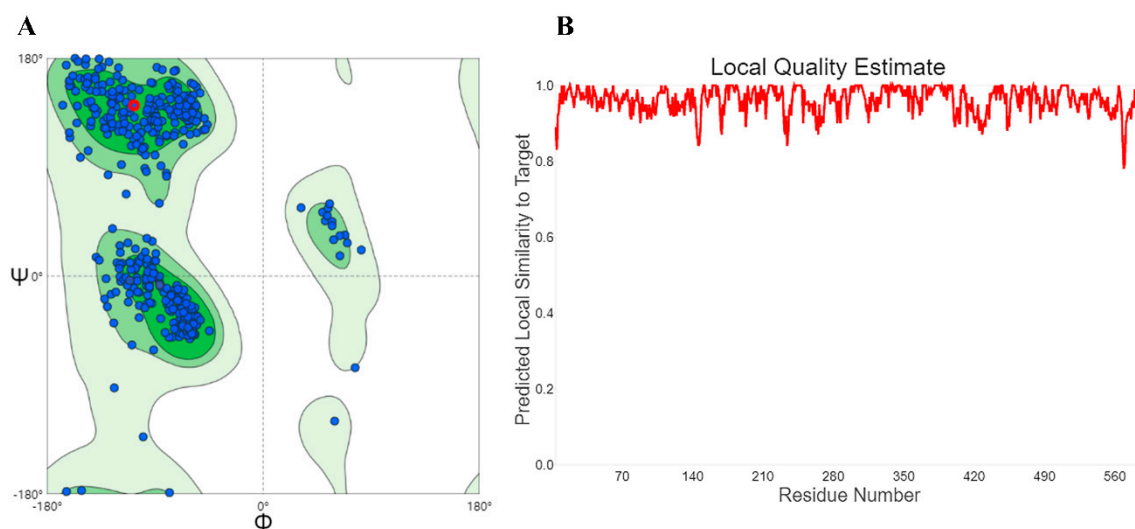 A
180°
Ψ
0°
-180°
-180°
0°
180°
Φ
B
Local Quality Estimate
Predicted Local Similarity to Target
1.0
0.8
0.6
0.4
0.2
0.0
70
140
210
280
350
420
490
560
Residue Number